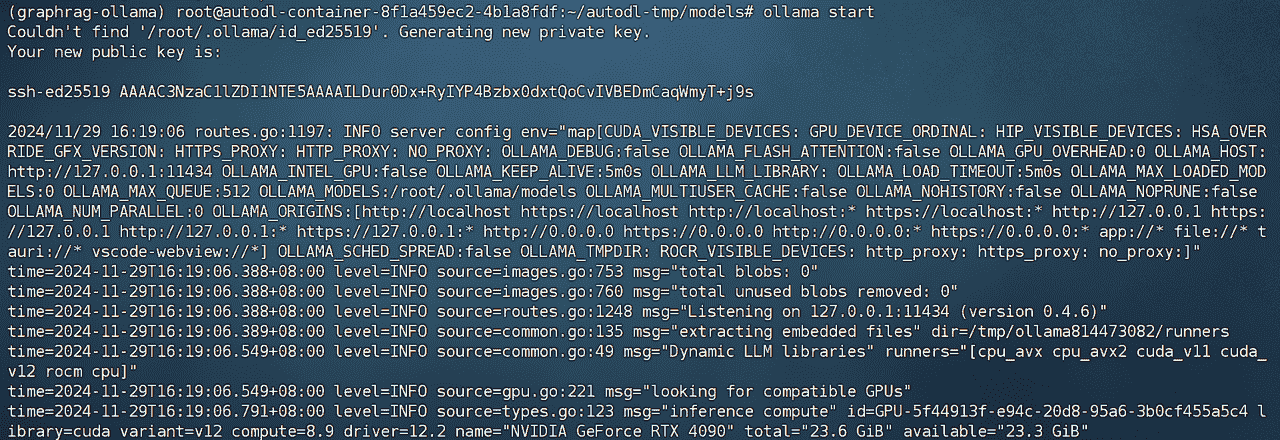 (graphrag-ollama) root@autodl-container-8f1a459ec2-4b1a8fdf:~/autodl-tmp/models# ollama start
Couldn't find '/root/.ollama/id_ed25519'. Generating new private key.
Your new public key is:
ssh-ed25519 AAAAC3NzaC1lZDI1NTE5AAAAILDur0Dx+RyIYP4Bzbx0dxtQoCvIVBEDmCaqWmyT+j9s
2024/11/29 16:19:06 routes.go:1197: INFO server config env="map[CUDA_VISIBLE_DEVICES: GPU_DEVICE_ORDINAL: HIP_VISIBLE_DEVICES: HSA_OVER
RIDE_GFX_VERSION: HTTPS_PROXY: HTTP_PROXY: NO_PROXY: OLLAMA_DEBUG:false OLLAMA_FLASH_ATTENTION:false OLLAMA_GPU_OVERHEAD:0 OLLAMA_HOST:
http://127.0.0.1:11434 OLLAMA_INTEL_GPU:false OLLAMA_KEEP_ALIVE:5m0s OLLAMA_LLM_LIBRARY: OLLAMA_LOAD_TIMEOUT:5m0s OLLAMA_MAX_LOADED_MOD
ELS:0 OLLAMA_MAX_QUEUE:512 OLLAMA_MODELS:/root/.ollama/models OLLAMA_MULTIUSER_CACHE:false OLLAMA_NOHISTORY:false OLLAMA_NOPRUNE:false
OLLAMA_NUM_PARALLEL:0 OLLAMA_ORIGINS:[http://localhost https://localhost http://localhost:* https://localhost:* http://127.0.0.1 https:
//127.0.0.1 http://127.0.0.1:* https://127.0.0.1:* http://0.0.0.0 https://0.0.0.0 http://0.0.0.0:* https://0.0.0.0:* app://* file://* t
auri://* vscode-webview://*] OLLAMA_SCHED_SPREAD:false OLLAMA_TMPDIR: ROCR_VISIBLE_DEVICES: http_proxy: https_proxy: no_proxy:]"
time=2024-11-29T16:19:06.388+08:00 level=INFO source=images.go:753 msg="total blobs: 0"
time=2024-11-29T16:19:06.388+08:00 level=INFO source=images.go:760 msg="total unused blobs removed: 0"
time=2024-11-29T16:19:06.388+08:00 level=INFO source=routes.go:1248 msg="Listening on 127.0.0.1:11434 (version 0.4.6)"
time=2024-11-29T16:19:06.389+08:00 level=INFO source=common.go:135 msg="extracting embedded files" dir=/tmp/ollama814473082/runners
time=2024-11-29T16:19:06.549+08:00 level=INFO source=common.go:49 msg="Dynamic LLM libraries" runners="[cpu_avx cpu_avx2 cuda_v11 cuda_
v12 rocm cpu]"
time=2024-11-29T16:19:06.549+08:00 level=INFO source=gpu.go:221 msg="looking for compatible GPUs"
time=2024-11-29T16:19:06.791+08:00 level=INFO source=types.go:123 msg="inference compute" id=GPU-5f44913f-e94c-20d8-95a6-3b0cf455a5c4 l
ibrary=cuda variant=v12 compute=8.9 driver=12.2 name="NVIDIA GeForce RTX 4090" total="23.6 GiB" available="23.3 GiB"